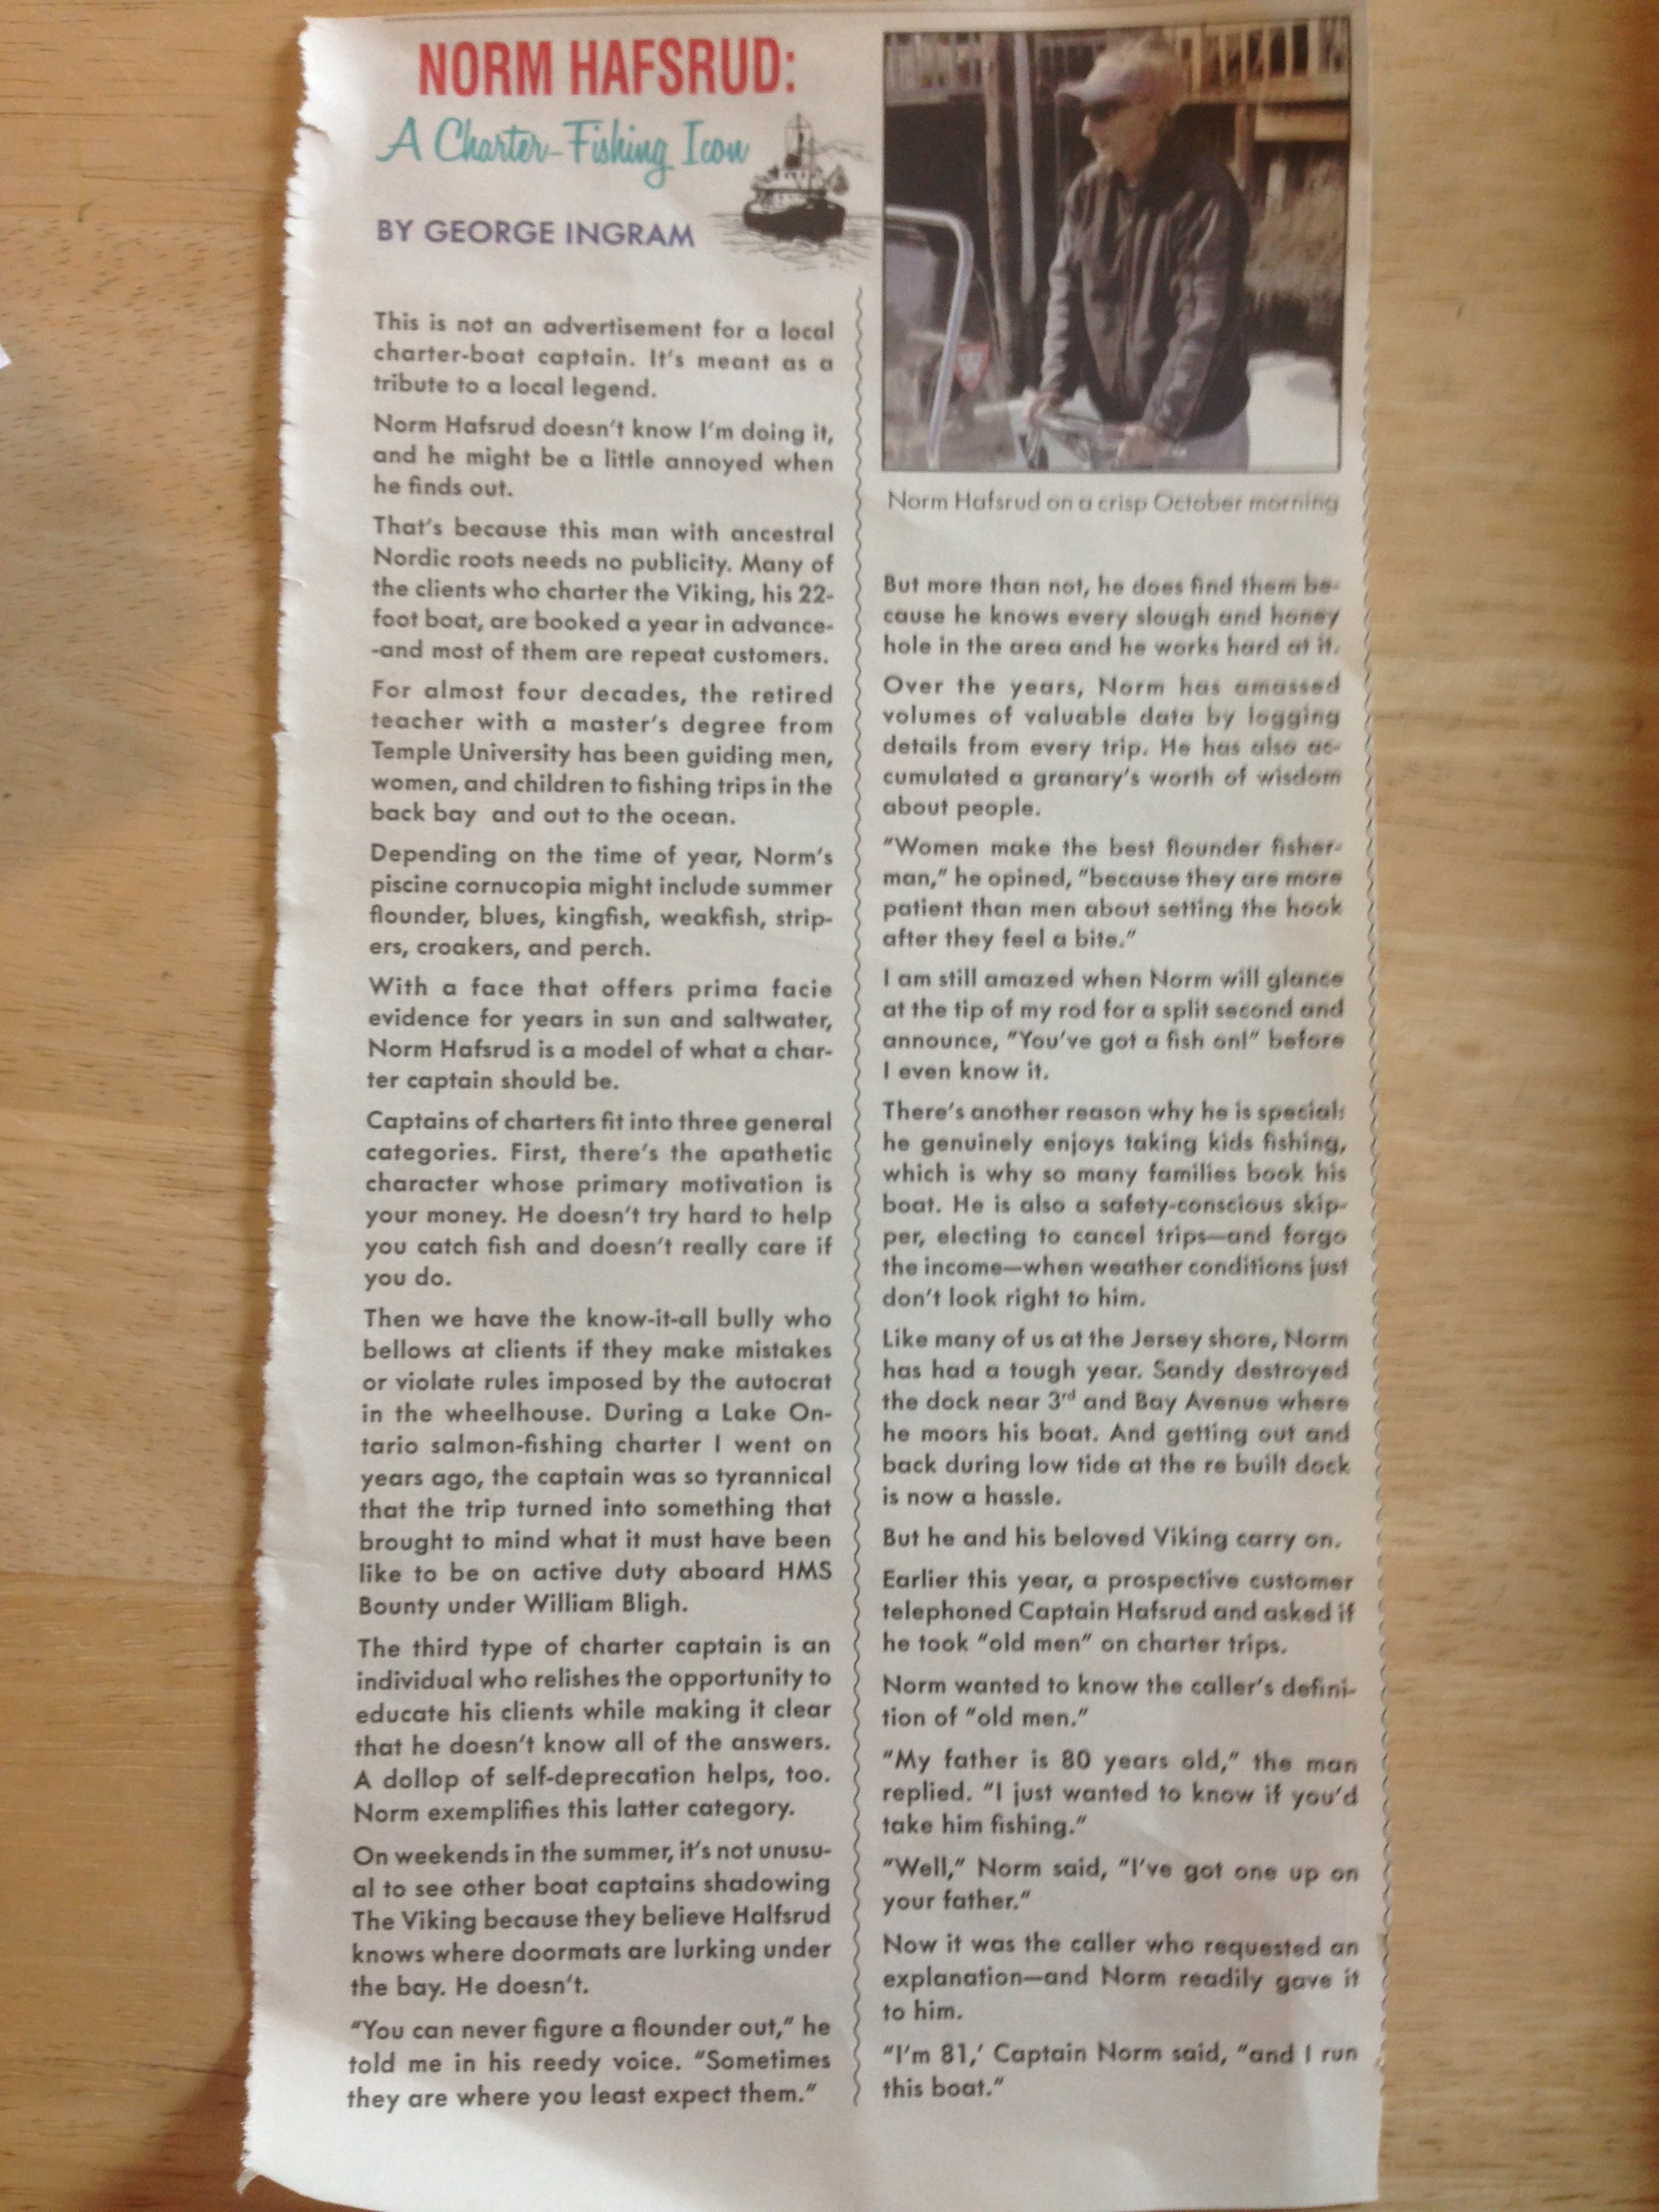 NORM HAFSRUD:
A Charter-Fishing Icon
BY GEORGE INGRAM
This is not an advertisement for a local
charter-boat captain. It's meant as a
tribute to a local legend.
Norm Hafsrud doesn't know I'm doing it,
and he might be a little annoyed when
he finds out.
That's because this man with ancestral
Nordic roots needs no publicity. Many of
the clients who charter the Viking, his 22-
foot boat, are booked a year in advance-
-and most of them are repeat customers.
For almost four decades, the retired
teacher with a master's degree from
Temple University has been guiding men,
women, and children to fishing trips in the
back bay and out to the ocean.
Depending on the time of year, Norm's
piscine cornucopia might include summer
flounder, blues, kingfish, weakfish, strip-
ers, croakers, and perch.
With a face that offers prima facie
evidence for years in sun and saltwater,
Norm Hafsrud is a model of what a char-
ter captain should be.
Captains of charters fit into three general
categories. First, there's the apathetic
character whose primary motivation is
your money. He doesn't try hard to help
you catch fish and doesn't really care if
you do.
Then we have the know-it-all bully who
bellows at clients if they make mistakes
or violate rules imposed by the autocrat
in the wheelhouse. During a Lake On-
tario salmon-fishing charter I went on
years ago, the captain was so tyrannical
that the trip turned into something that
brought to mind what it must have been
like to be on active duty aboard HMS
Bounty under William Bligh.
The third type of charter captain is an
individual who relishes the opportunity to
educate his clients while making it clear
that he doesn't know all of the answers.
A dollop of self-deprecation helps, too.
Norm exemplifies this latter category.
On weekends in the summer, it's not unusu-
al to see other boat captains shadowing
The Viking because they believe Halfsrud
knows where doormats are lurking under
the bay. He doesn't.
"You can never figure a flounder out," he
told me in his reedy voice. "Sometimes
they are where you least expect them."
Norm Hafsrud on a crisp October morning
But more than not, he does find them be-
cause he knows every slough and honey
hole in the area and he works hard at it.
Over the years, Norm has amassed
volumes of valuable data by logging
details from every trip. He has also ac-
cumulated a granary's worth of wisdom
about people.
"Women make the best flounder fisher-
man," he opined, "because they are more
patient than men about setting the hook
after they feel a bite."
I am still amazed when Norm will glance
at the tip of my rod for a split second and
announce, "You've got a fish on!" before
I even know it.
There's another reason why he is special:
he genuinely enjoys taking kids fishing,
which is why so many families book his
boat. He is also a safety-conscious skip-
per, electing to cancel trips—and forgo
the income—when weather conditions just
don't look right to him.
Like many of us at the Jersey shore, Norm
has had a tough year. Sandy destroyed
the dock near 3rd and Bay Avenue where
he moors his boat. And getting out and
back during low tide at the re built dock
is now a hassle.
But he and his beloved Viking carry on.
Earlier this year, a prospective customer
telephoned Captain Hafsrud and asked if
he took "old men" on charter trips.
Norm wanted to know the caller's defini-
tion of "old men."
"My father is 80 years old," the man
replied. "I just wanted to know if you'd
take him fishing."
"Well," Norm said, "I've got one up on
your father."
Now it was the caller who requested an
explanation—and Norm readily gave it
to him.
"I'm 81,' Captain Norm said, "and I run
this boat."